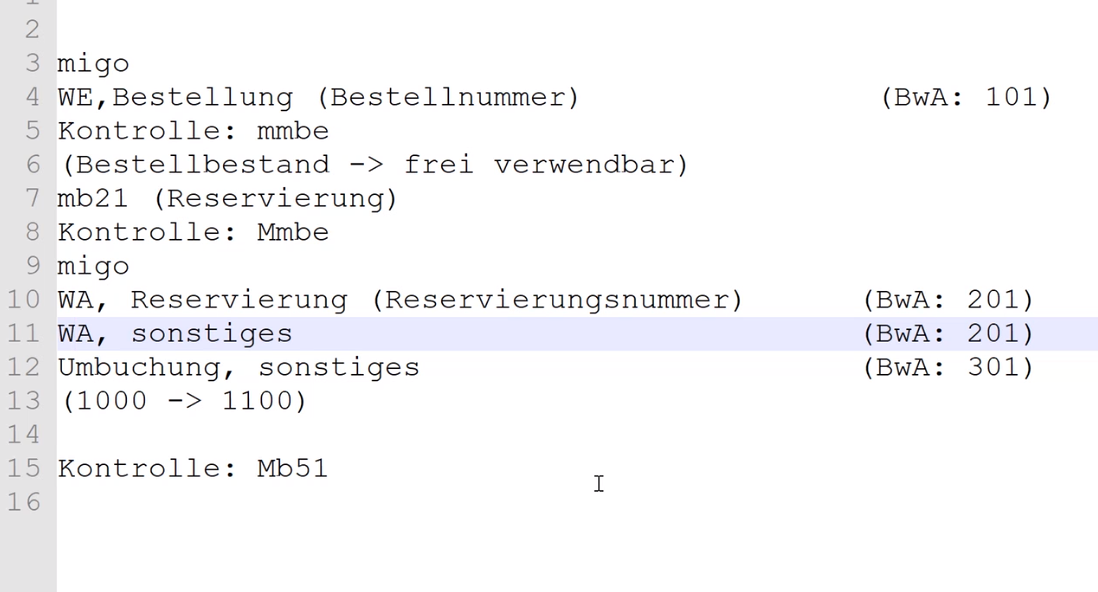 1
2
3 migo
4 WE,Bestellung (Bestellnummer) (BwA: 101)
5 Kontrolle: mmbe
6 (Bestellbestand -> frei verwendbar)
7 mb21 (Reservierung)
8 Kontrolle: Mmbe
9 migo
10 WA, Reservierung (Reservierungsnummer) (BwA: 201)
11 WA, sonstiges (BwA: 201)
12 Umbuchung, sonstiges (BwA: 301)
13 (1000 -> 1100)
14
15 Kontrolle: Mb51
16